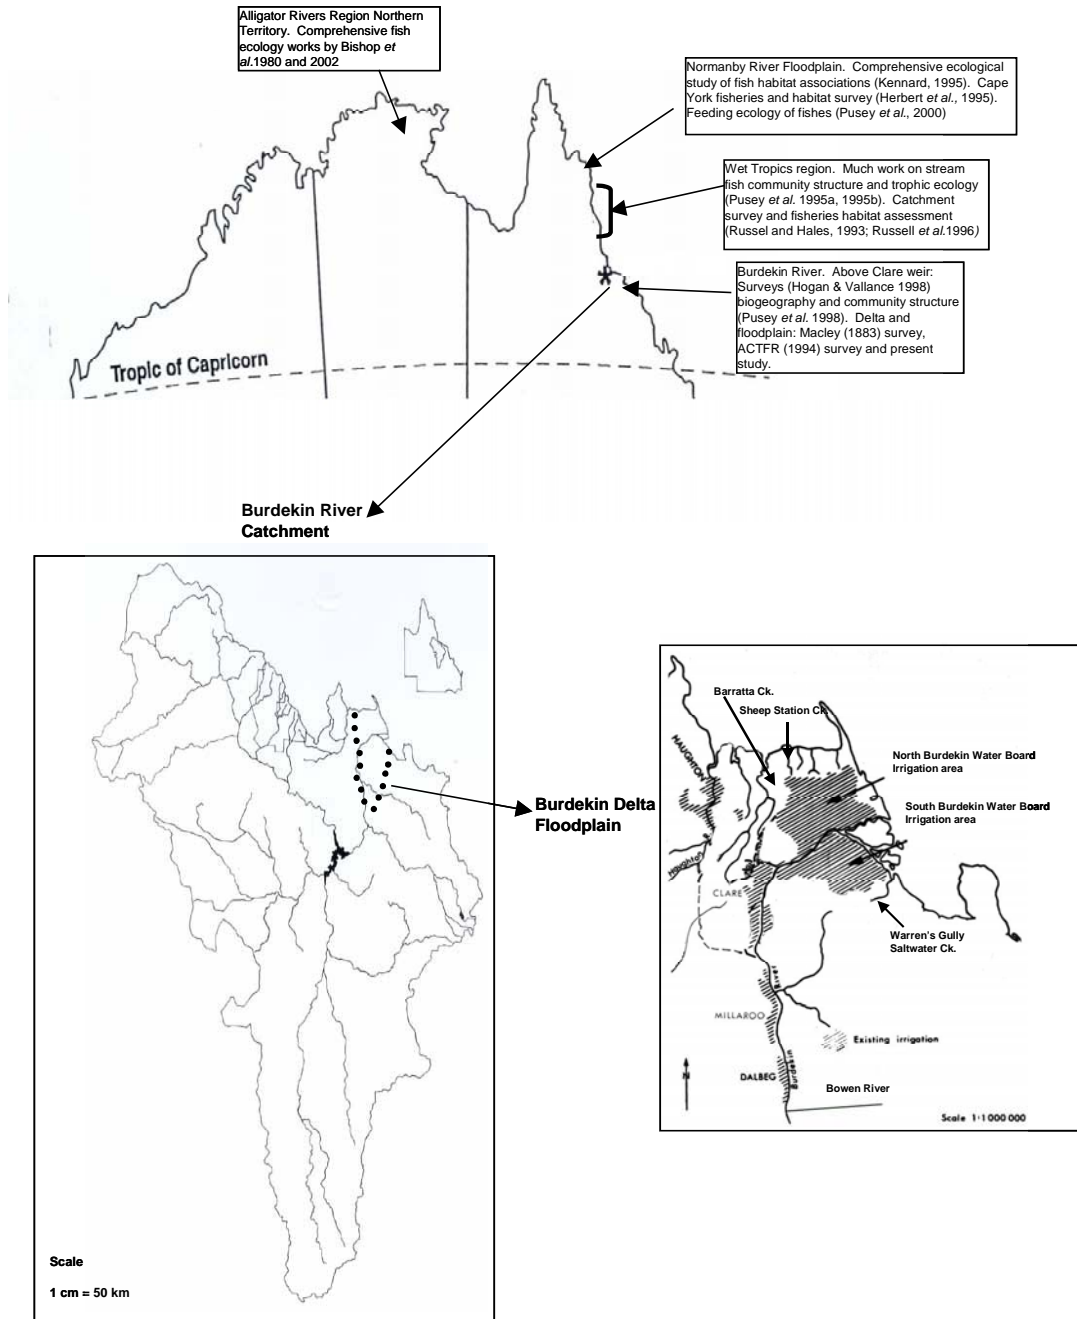 Alligator Rivers Region Northern
Territory.  Comprehensive fish
ecology works by Bishop et
al.1980 and 2002
Normanby River Floodplain.  Comprehensive ecological
study of fish habitat associations (Kennard, 1995).  Cape
York fisheries and habitat survey (Herbert et al., 1995).
Feeding ecology of fishes (Pusey et al., 2000)
Wet Tropics region.  Much work on stream
fish community structure and trophic ecology
(Pusey et al. 1995a, 1995b).  Catchment
survey and fisheries habitat assessment
(Russel and Hales, 1993; Russell et al.1996)
Burdekin River.  Above Clare weir:
Surveys (Hogan & Vallance 1998)
biogeography and community structure
(Pusey et al. 1998).  Delta and
floodplain: Macley (1883) survey,
ACTFR (1994) survey and present
study.
Tropic of Capricorn
Burdekin River
Catchment
Burdekin Delta
Floodplain
Scale
1 cm = 50 km
Barratta Ck.
Sheep Station Ck.
HAUGHTON
North Burdekin Water Board
Irrigation area
South Burdekin Water Board
Irrigation area
Haughton
CLARE
Warren's Gully
Saltwater Ck.
River
MILLAROO
Existing irrigation
DALBEG
Burdekin
Bowen River
N
Scale 1:1000 000